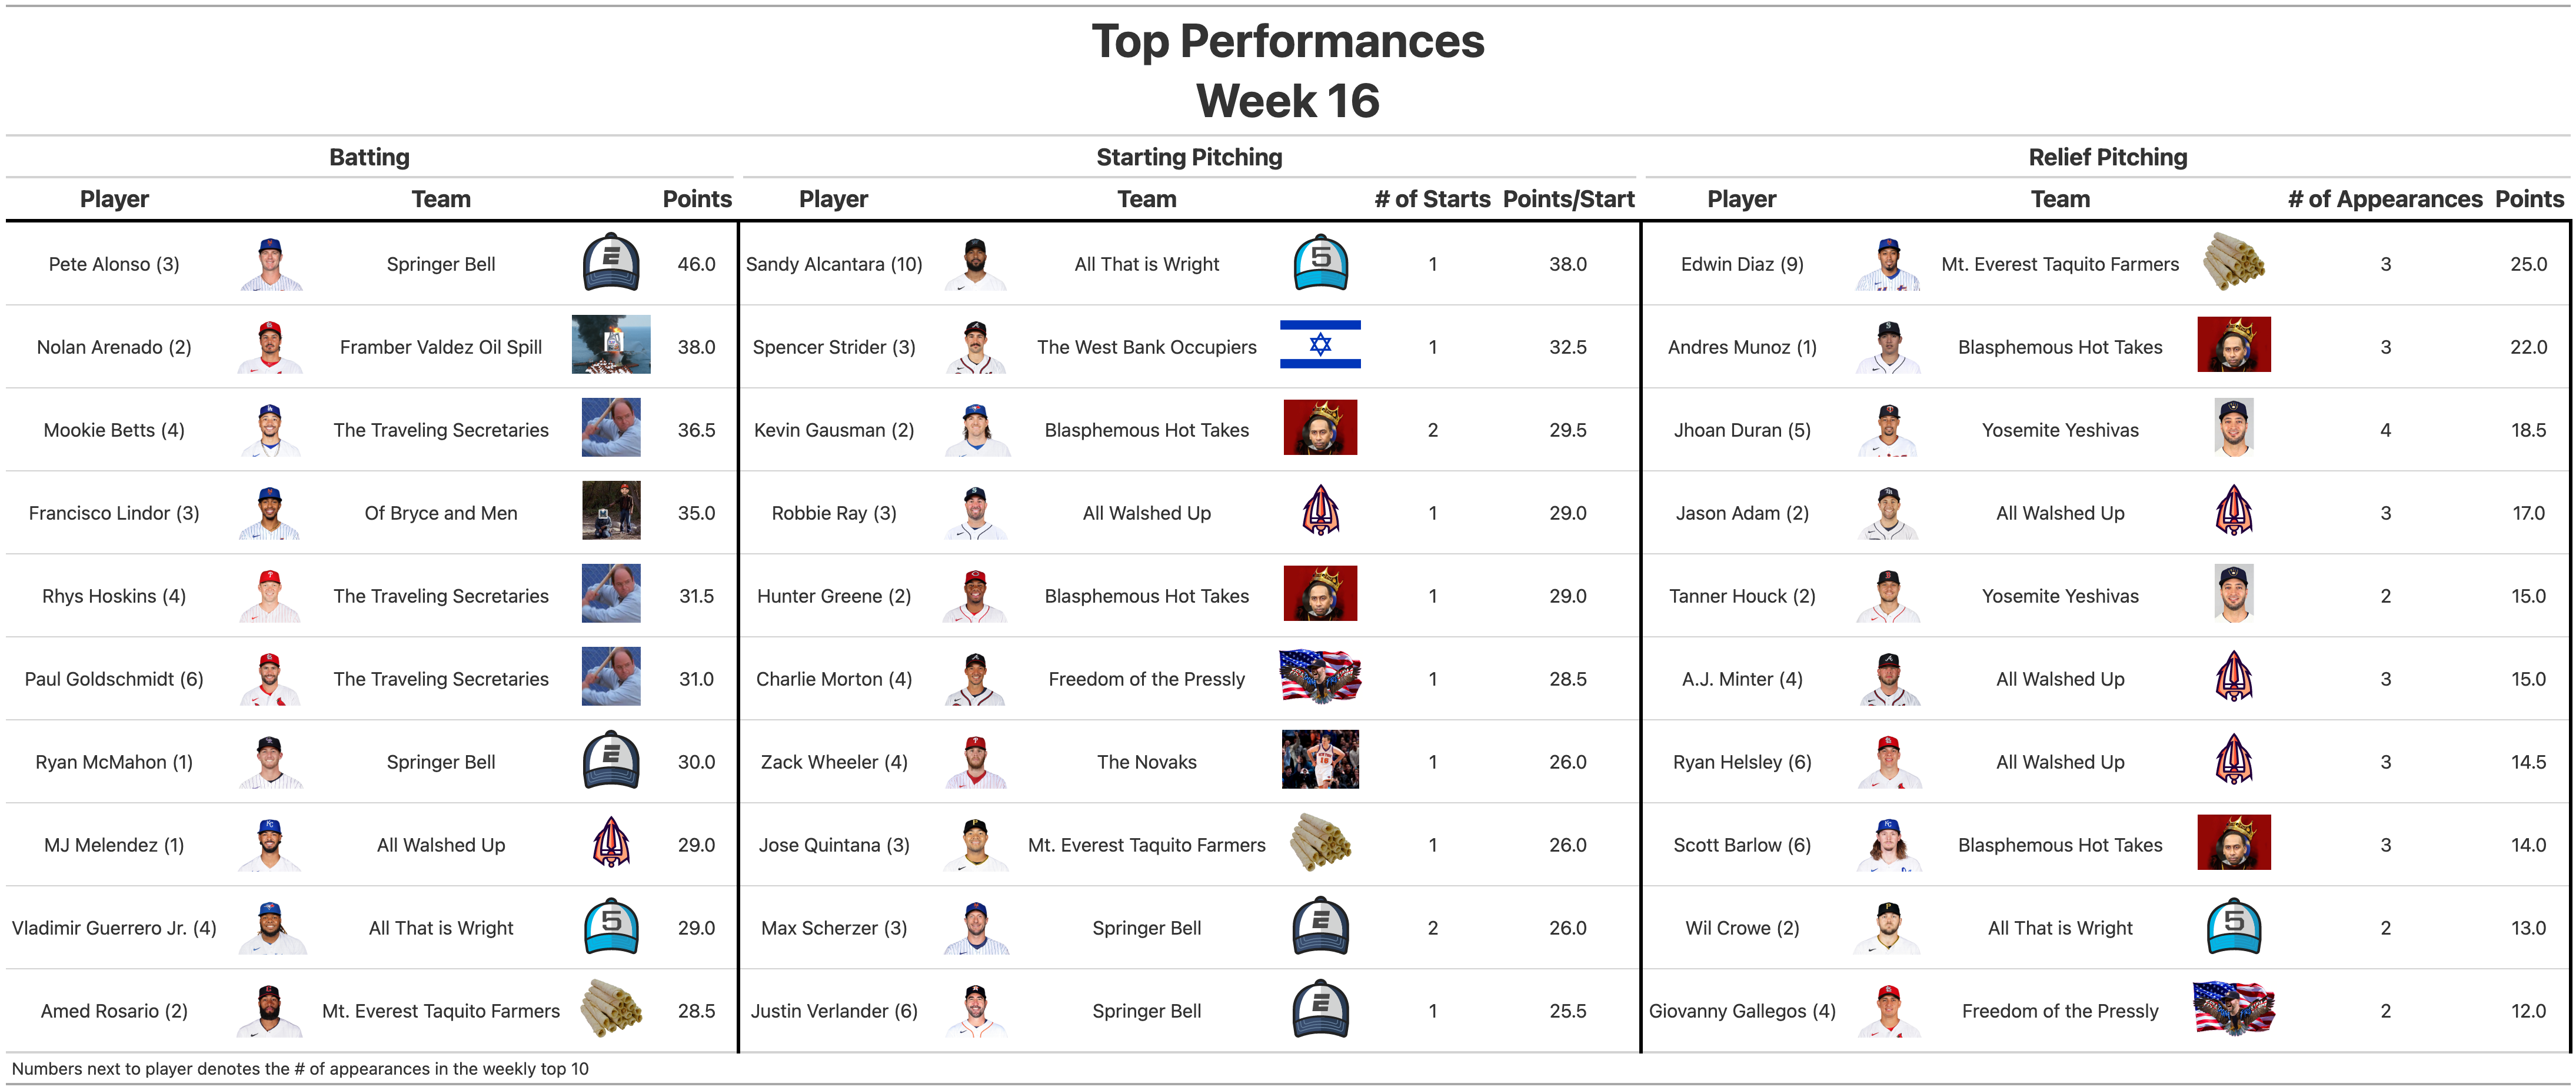 Top Performances
Week 16
Batting Starting Pitching Relief Pitching
Player Team Points Player Team # of Starts Points/Start Player Team # of Appearances Points
Pete Alonso (3) Springer Bell 46.0 Sandy Alcantara (10) All That is Wright 5 1 38.0 Edwin Diaz (9) Mt. Everest Taquito Farmers 3 25.0
Nolan Arenado (2) Framber Valdez Oil Spill 38.0 Spencer Strider (3) The West Bank Occupiers 1 32.5 Andres Munoz (1) Blasphemous Hot Takes 3 22.0
Mookie Betts (4) The Traveling Secretaries 36.5 Kevin Gausman (2) Blasphemous Hot Takes 2 29.5 Jhoan Duran (5) Yosemite Yeshivas 4 18.5
Francisco Lindor (3) Of Bryce and Men 35.0 Robbie Ray (3) All Walshed Up 1 29.0 Jason Adam (2) All Walshed Up 3 17.0
Rhys Hoskins (4) The Traveling Secretaries 31.5 Hunter Greene (2) Blasphemous Hot Takes 1 29.0 Tanner Houck (2) Yosemite Yeshivas 2 15.0
Paul Goldschmidt (6) The Traveling Secretaries 31.0 Charlie Morton (4) Freedom of the Pressly 1 28.5 A.J. Minter (4) All Walshed Up 3 15.0
Ryan McMahon (1) Springer Bell 30.0 Zack Wheeler (4) The Novaks 1 26.0 Ryan Helsley (6) All Walshed Up 3 14.5
MJ Melendez (1) All Walshed Up 29.0 Jose Quintana (3) Mt. Everest Taquito Farmers 1 26.0 Scott Barlow (6) Blasphemous Hot Takes 3 14.0
Vladimir Guerrero Jr. (4) All That is Wright 5 29.0 Max Scherzer (3) Springer Bell 2 26.0 Wil Crowe (2) All That is Wright 5 2 13.0
Amed Rosario (2) Mt. Everest Taquito Farmers 28.5 Justin Verlander (6) Springer Bell 1 25.5 Giovanny Gallegos (4) Freedom of the Pressly 2 12.0
Numbers next to player denotes the # of appearances in the weekly top 10